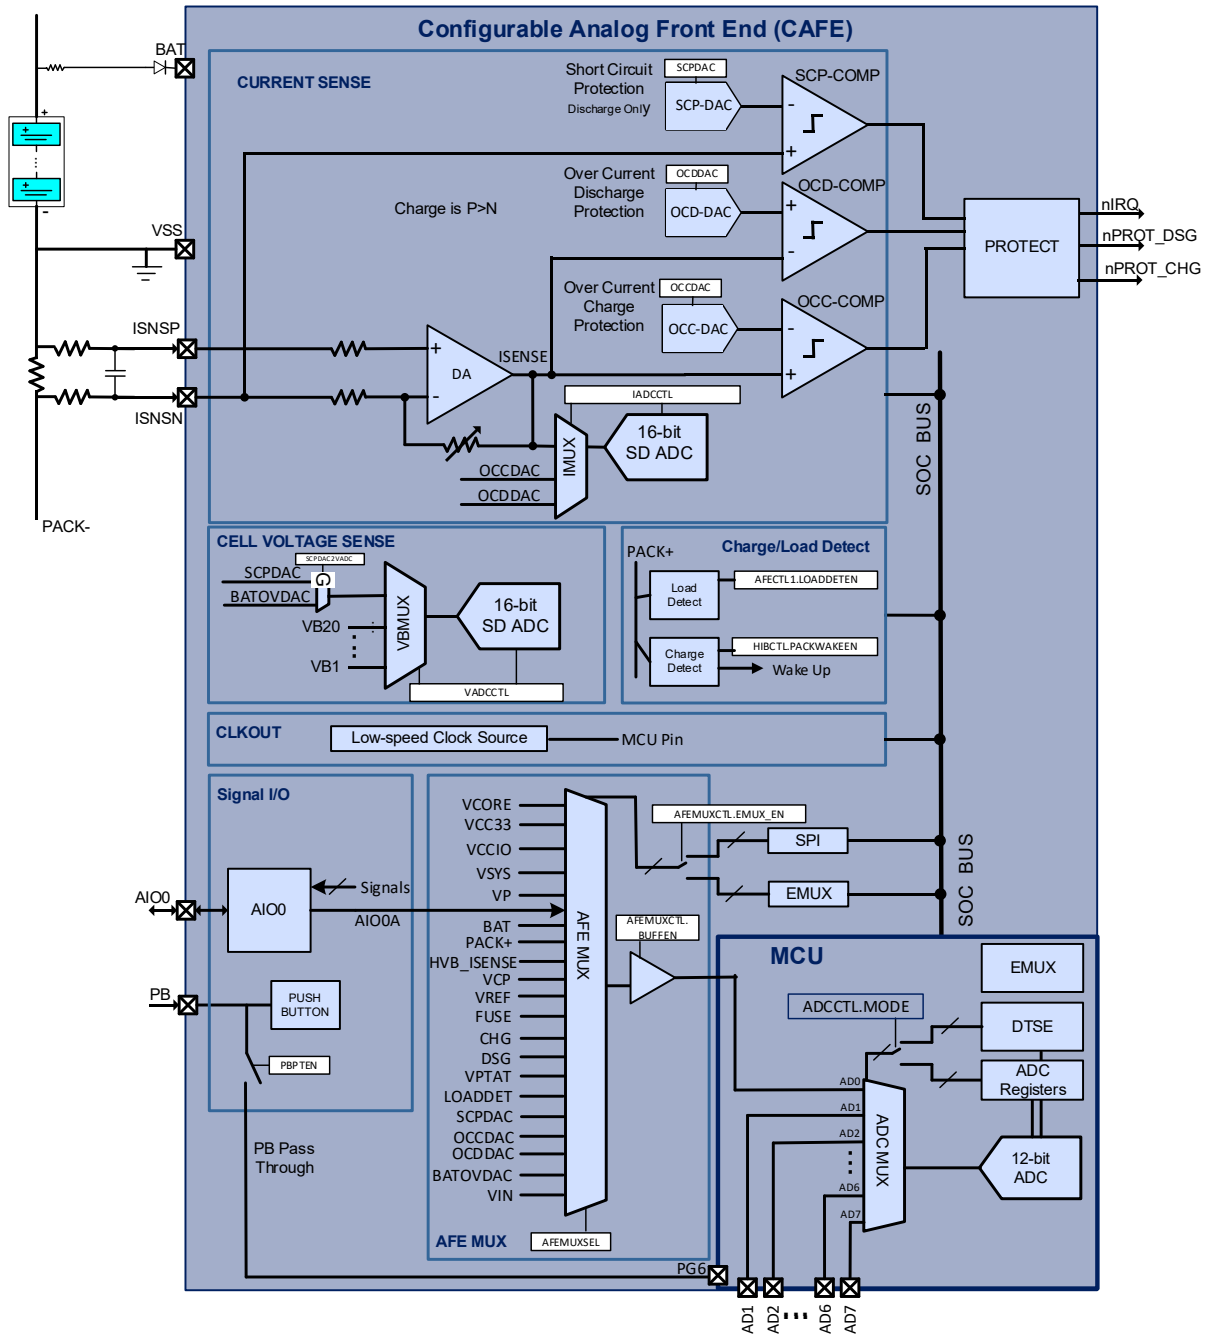 Configurable Analog Front End (CAFE)
BAT
CURRENT SENSE
Short Circuit
Protection
Discharge Only
SCPDAC
SCP-DAC
SCP-COMP
-
+
Over Current
Discharge
Protection
OCDDAC
OCD-DAC
OCD-COMP
+
-
Charge is P>N
VSS
PROTECT
nIRQ
nPROT_DSG
nPROT_CHG
Over Current
Charge
Protection
OCCDAC
OCC-DAC
OCC-COMP
-
+
ISNSP
ISNSN
+
-
DA
ISENSE
IADCCTL
IMUX
16-bit
SD ADC
OCCDAC
OCDDAC
SOC BUS
PACK-
CELL VOLTAGE SENSE
SCPDAC2VADC
SCPDAC
BATOVDAC
G
VB20
VB1
VBMUX
16-bit
SD ADC
VADCCTL
PACK+
Charge/Load Detect
Load
Detect
AFECTL1.LOADDETEN
Charge
Detect
HIBCTL.PACKWAKEEN
Wake Up
CLKOUT
Low-speed Clock Source
MCU Pin
Signal I/O
AIO0
AIO0
Signals
AIO0A
PB
PUSH
BUTTON
PBPTEN
PB Pass
Through
VCORE
VCC33
VCCIO
VSYS
VP
BAT
PACK+
HVB_ISENSE
VCP
VREF
FUSE
CHG
DSG
VPTAT
LOADDET
SCPDAC
OCCDAC
OCDDAC
BATOVDAC
VIN
AFE MUX
AFE MUX
AFEMUXSEL
AFEMUXCTL.EMUX_EN
SPI
EMUX
AFEMUXCTL.
BUFFEN
SOC BUS
MCU
EMUX
ADCCTL.MODE
DTSE
ADC
Registers
AD0
AD1
AD2
AD6
AD7
ADC MUX
12-bit
ADC
PG6
AD1
AD2
AD6
AD7